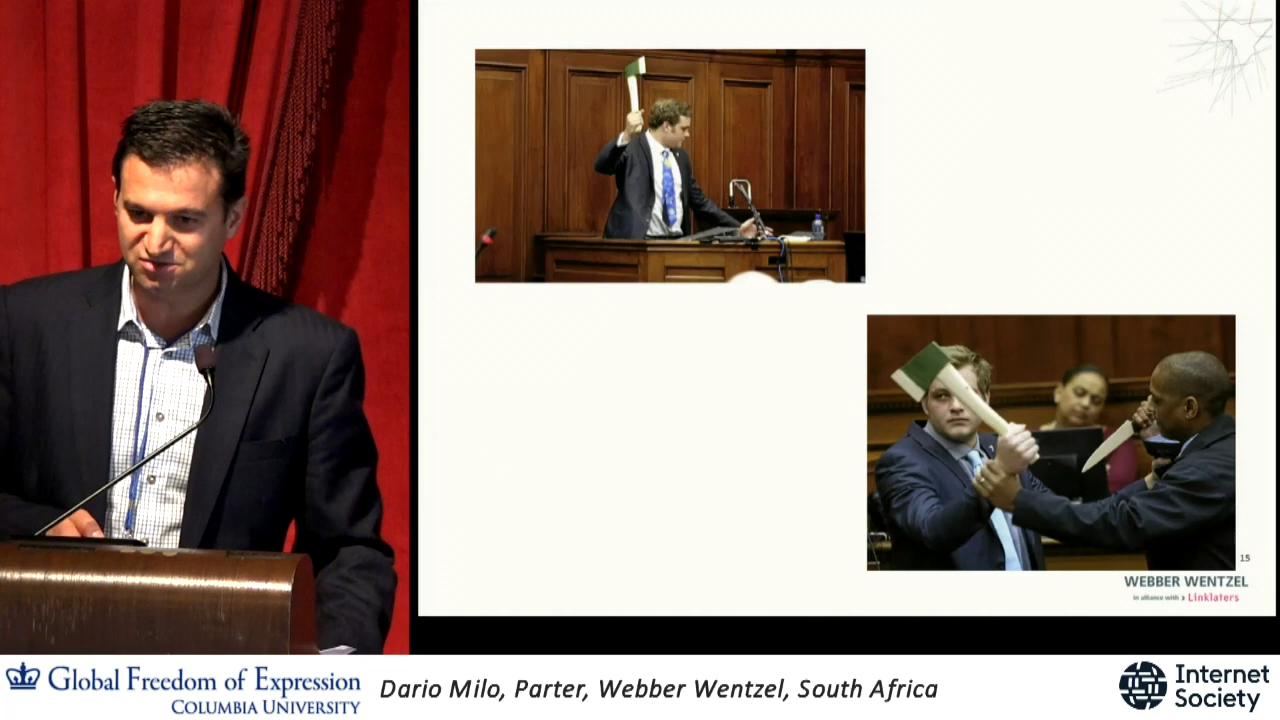 15
WEBBER WENTZEL
in alliance with › Linklaters
Global Freedom of Expression
COLUMBIA UNIVERSITY
Dario Milo, Parter, Webber Wentzel, South Africa
Internet
Society